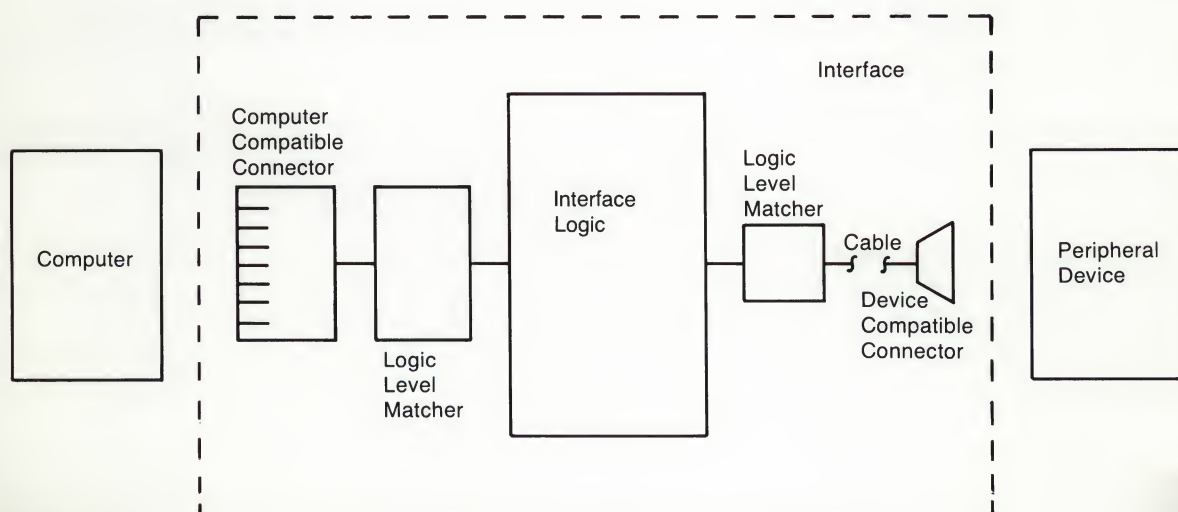 Interface
Computer
Compatible
Connector
Computer
Logic
Level
Matcher
Interface
Logic
Logic
Level
Matcher
Cable
Device
Compatible
Connector
Peripheral
Device